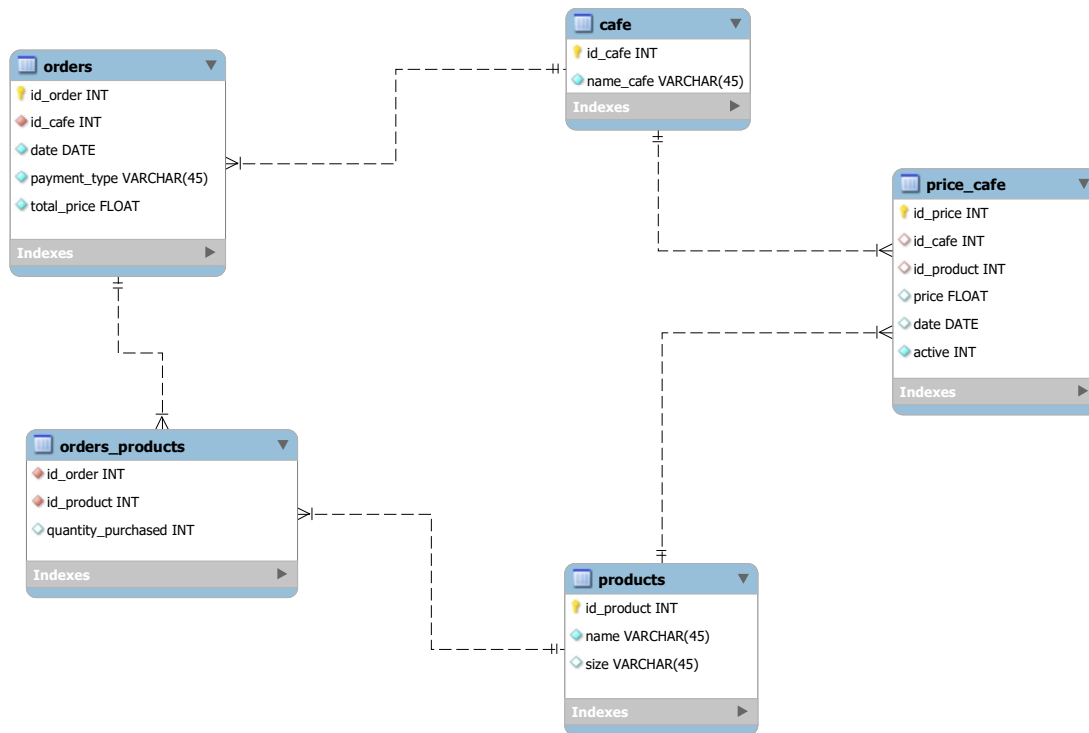 cafe
id_cafe INT
name_cafe VARCHAR(45)
Indexes
orders
id_order INT
id_cafe INT
date DATE
payment_type VARCHAR(45)
total_price FLOAT
Indexes
price_cafe
id_price INT
id_cafe INT
id_product INT
price FLOAT
date DATE
active INT
Indexes
orders_products
id_order INT
id_product INT
quantity_purchased INT
Indexes
products
id_product INT
name VARCHAR(45)
size VARCHAR(45)
Indexes